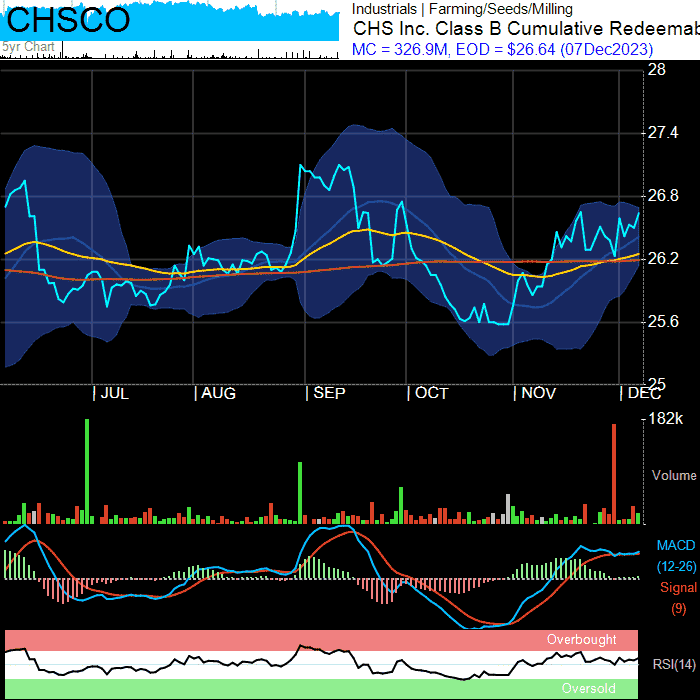 CHSCO
Industrials | Farming/Seeds/Milling
CHS Inc. Class B Cumulative Redeemab
MC = 326.9M, EOD = $26.64 (07Dec2023)
5yr Chart
28
27.4
26.8
26.2
25.6
25
| JUL | AUG | SEP | OCT | NOV | DEC
182k
Volume
MACD
(12-26)
Signal
(9)
Overbought
RSI(14)
Oversold